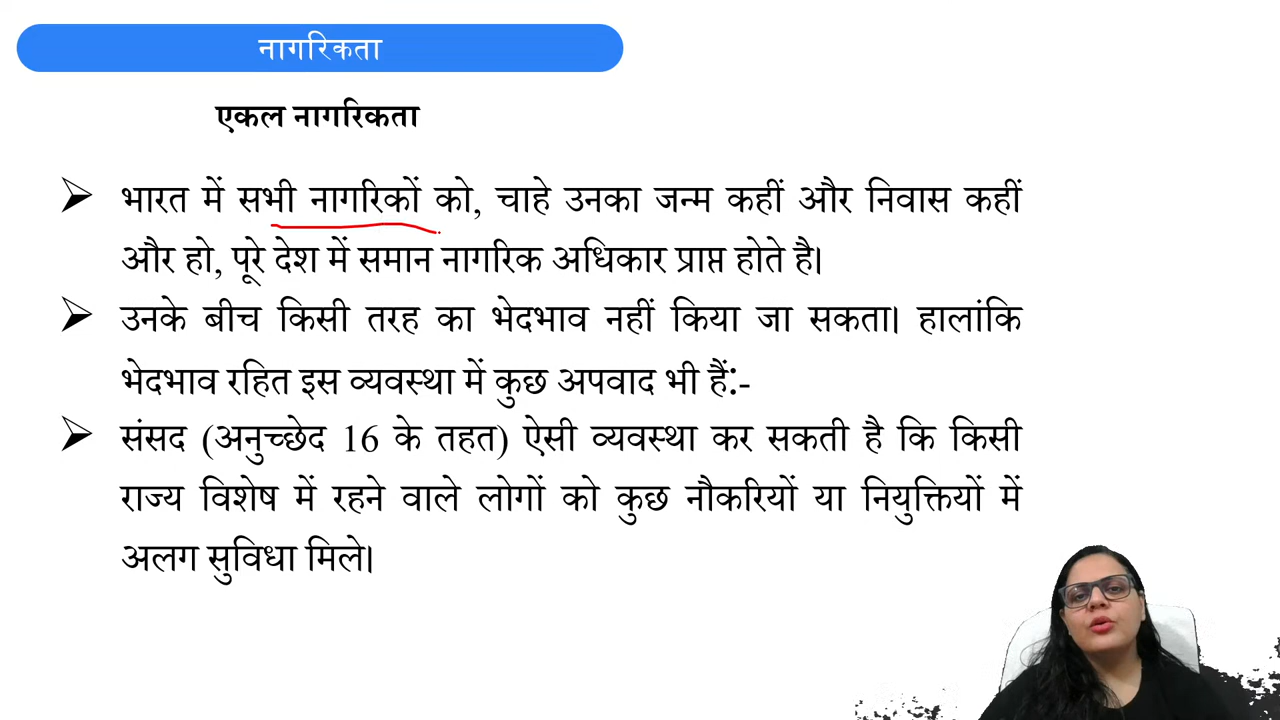 नागरिकता
एकल नागरिकता
➢ भारत में सभी नागरिकों को, चाहे उनका जन्म कहीं और निवास कहीं
और हो, पूरे देश में समान नागरिक अधिकार प्राप्त होते है।
➢ उनके बीच किसी तरह का भेदभाव नहीं किया जा सकता। हालांकि
भेदभाव रहित इस व्यवस्था में कुछ अपवाद भी हैं:-
➢ संसद (अनुच्छेद 16 के तहत) ऐसी व्यवस्था कर सकती है कि किसी
राज्य विशेष में रहने वाले लोगों को कुछ नौकरियों या नियुक्तियों में
अलग सुविधा मिले।